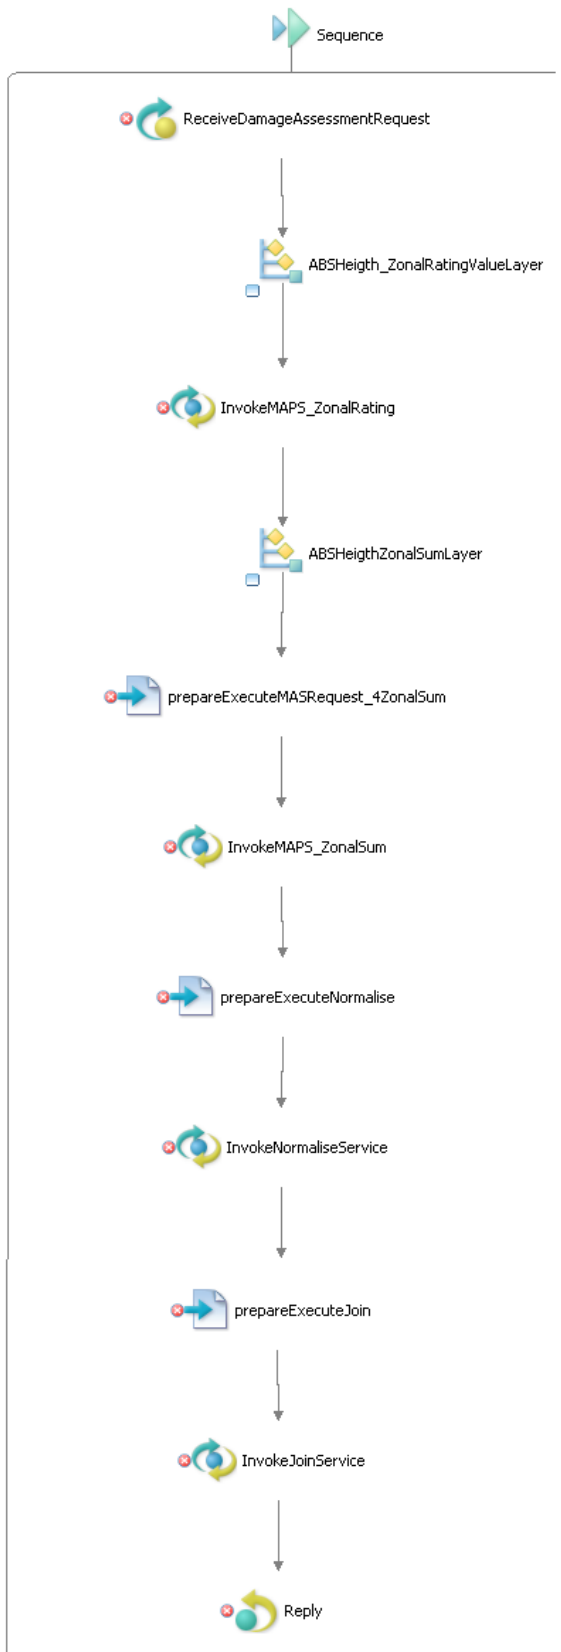 Sequence
ReceiveDamageAssessmentRequest
ABSHeigth_ZonalRatingValueLayer
InvokeMAPS_ZonalRating
ABSHeigthZonalSumLayer
prepareExecuteMASRequest_4ZonalSum
InvokeMAPS_ZonalSum
prepareExecuteNormalise
InvokeNormaliseService
prepareExecuteJoin
InvokeJoinService
Reply